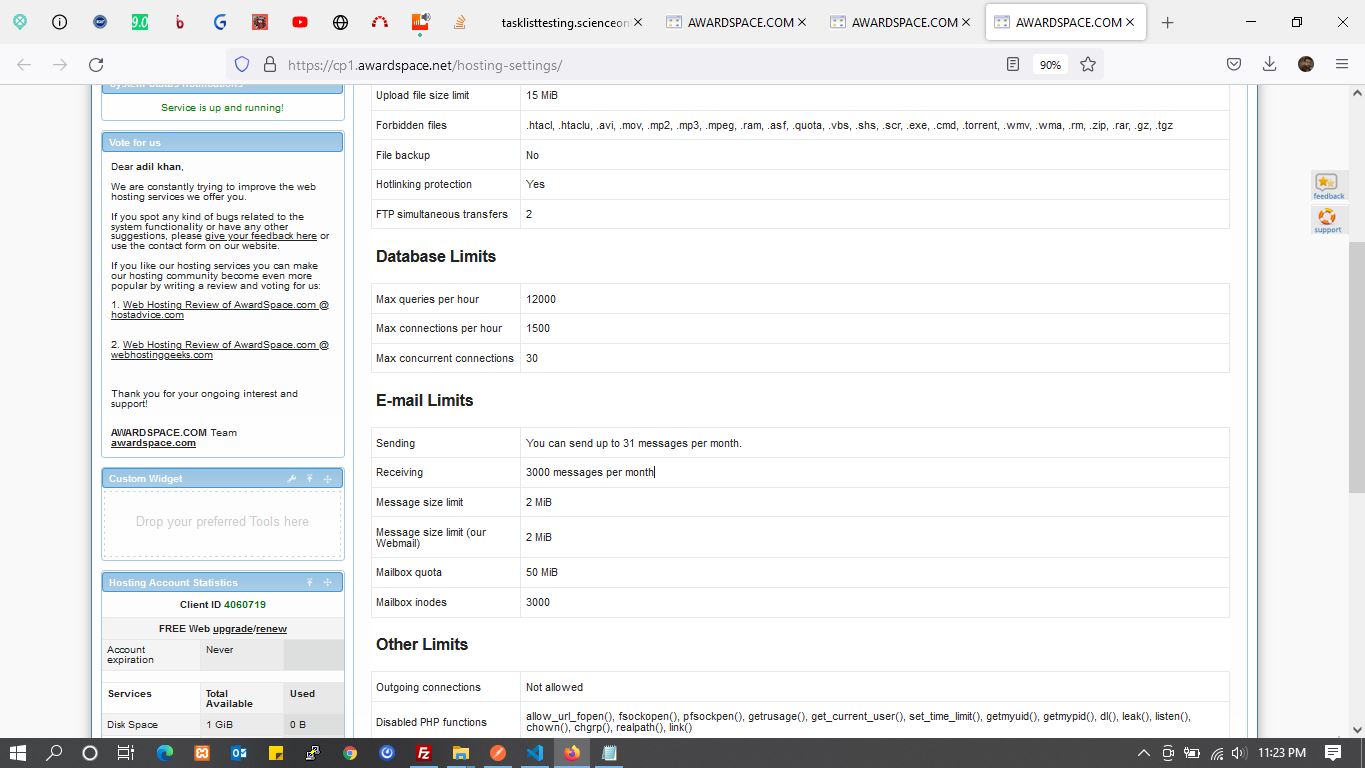 9.0
b
G
tasklisttesting.scienceon
AWARDSPACE.COM
AWARDSPACE.COM
AWARDSPACE.COM
https://cp1.awardspace.net/hosting-settings/
90%
System Status Notifications
Service is up and running!
Vote for us
Dear adil khan,
We are constantly trying to improve the web
hosting services we offer you.
If you spot any kind of bugs related to the
system functionality or have any other
suggestions, please give your feedback here or
use the contact form on our website.
If you like our hosting services you can make
our hosting community become even more
popular by writing a review and voting for us:
1. Web Hosting Review of AwardSpace.com @
hostadvice.com
2. Web Hosting Review of AwardSpace.com @
webhostinggeeks.com
Thank you for your ongoing interest and
support!
AWARDSPACE.COM Team
awardspace.com
Custom Widget
Drop your preferred Tools here
Hosting Account Statistics
Client ID 4060719
FREE Web upgrade/renew
Account
expiration
Never
Services
Total
Available
Used
Disk Space
1 GiB
0 B
Upload file size limit
15 MiB
Forbidden files
.htacl, .htaclu, .avi, .mov, .mp2, .mp3, .mpeg, .ram, .asf, .quota, .vbs, .shs, .scr, .exe, .cmd, .torrent, .wmv, .wma, .rm, .zip, .rar, .gz, .tgz
File backup
No
Hotlinking protection
Yes
FTP simultaneous transfers
2
Database Limits
Max queries per hour
12000
Max connections per hour
1500
Max concurrent connections
30
E-mail Limits
Sending
You can send up to 31 messages per month.
Receiving
3000 messages per month
Message size limit
2 MiB
Message size limit (our
Webmail)
2 MiB
Mailbox quota
50 MiB
Mailbox inodes
3000
Other Limits
Outgoing connections
Not allowed
Disabled PHP functions
allow_url_fopen(), fsockopen(), pfsockopen(), getrusage(), get_current_user(), set_time_limit(), getmyuid(), getmypid(), dl(), leak(), listen(),
chown(), chgrp(), realpath(), link()
feedback
support
Fz
11:23 PM